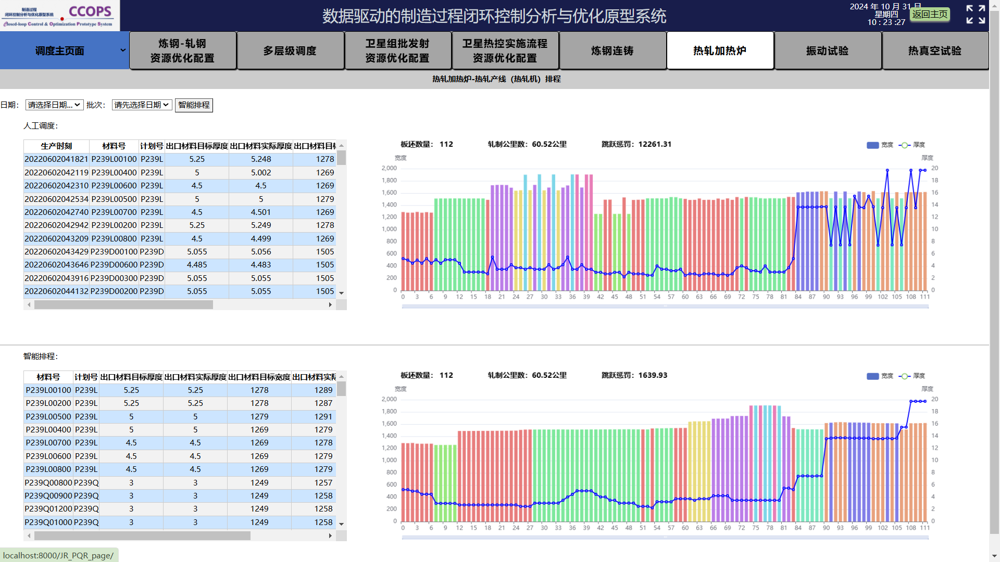 制造过程
闭环控制分析与优化原型系统
CCOPS
Closed-loop Control & Optimization Prototype System
数据驱动的制造过程闭环控制分析与优化原型系统
2024 年 10 月 31 日
星期四
10 : 23 :27
返回主页
调度主页面
炼钢-轧钢
资源优化配置
多层级调度
卫星组批发射
资源优化配置
卫星热控实施流程
资源优化配置
炼钢连铸
热轧加热炉
振动试验
热真空试验
热轧加热炉-热轧产线（热轧机）排程
日期： 请选择日期... 批次： 请先选择日期 智能排程
人工调度：
生产时刻 材料号 计划号 出口材料目标厚度 出口材料实际厚度 出口材料目标
20220602041821 P239L00100 P239L 5.25 5.248 1278
20220602042119 P239L00400 P239L 5 5.002 1269
20220602042310 P239L00600 P239L 4.5 4.5 1269
20220602042534 P239L00500 P239L 5 5 1279
20220602042740 P239L00700 P239L 4.5 4.501 1269
20220602042942 P239L00200 P239L 5.25 5.249 1278
20220602043209 P239L00800 P239L 4.5 4.499 1269
20220602043429 P239D00100 P239D 5.055 5.056 1505
20220602043646 P239D00600 P239D 4.485 4.483 1505
20220602043916 P239D00300 P239D 5.055 5.055 1505
20220602044132 P239D00200 P239D 5.055 5.055 1505
板坯数量： 112 轧制公里数：60.52公里 跳跃惩罚：12261.31
宽度 厚度
宽度 厚度
2,000 20
1,800 18
1,600 16
1,400 14
1,200 12
1,000 10
800 8
600 6
400 4
200 2
0 0
0 3 6 9 12 15 18 21 24 27 30 33 36 39 42 45 48 51 54 57 60 63 66 69 72 75 78 81 84 87 90 93 96 99 102 105 108 111
智能排程：
材料号 计划号 出口材料目标厚度 出口材料实际厚度 出口材料目标宽度 出口材料实际
P239L00100 P239L 5.25 5.25 1278 1289
P239L00200 P239L 5.25 5.25 1278 1287
P239L00500 P239L 5 5 1279 1291
P239L00400 P239L 5 5 1269 1279
P239L00700 P239L 4.5 4.5 1269 1278
P239L00600 P239L 4.5 4.5 1269 1279
P239L00800 P239L 4.5 4.5 1269 1279
P239Q00800 P239Q 3 3 1249 1257
P239Q00900 P239Q 3 3 1249 1258
P239Q01200 P239Q 3 3 1249 1258
P239Q01000 P239Q 3 3 1249 1258
板坯数量： 112 轧制公里数：60.52公里 跳跃惩罚：1639.93
宽度 厚度
宽度 厚度
2,000 20
1,800 18
1,600 16
1,400 14
1,200 12
1,000 10
800 8
600 6
400 4
200 2
0 0
0 3 6 9 12 15 18 21 24 27 30 33 36 39 42 45 48 51 54 57 60 63 66 69 72 75 78 81 84 87 90 93 96 99 102 105 108 111
localhost:8000/JR_PQR_page/